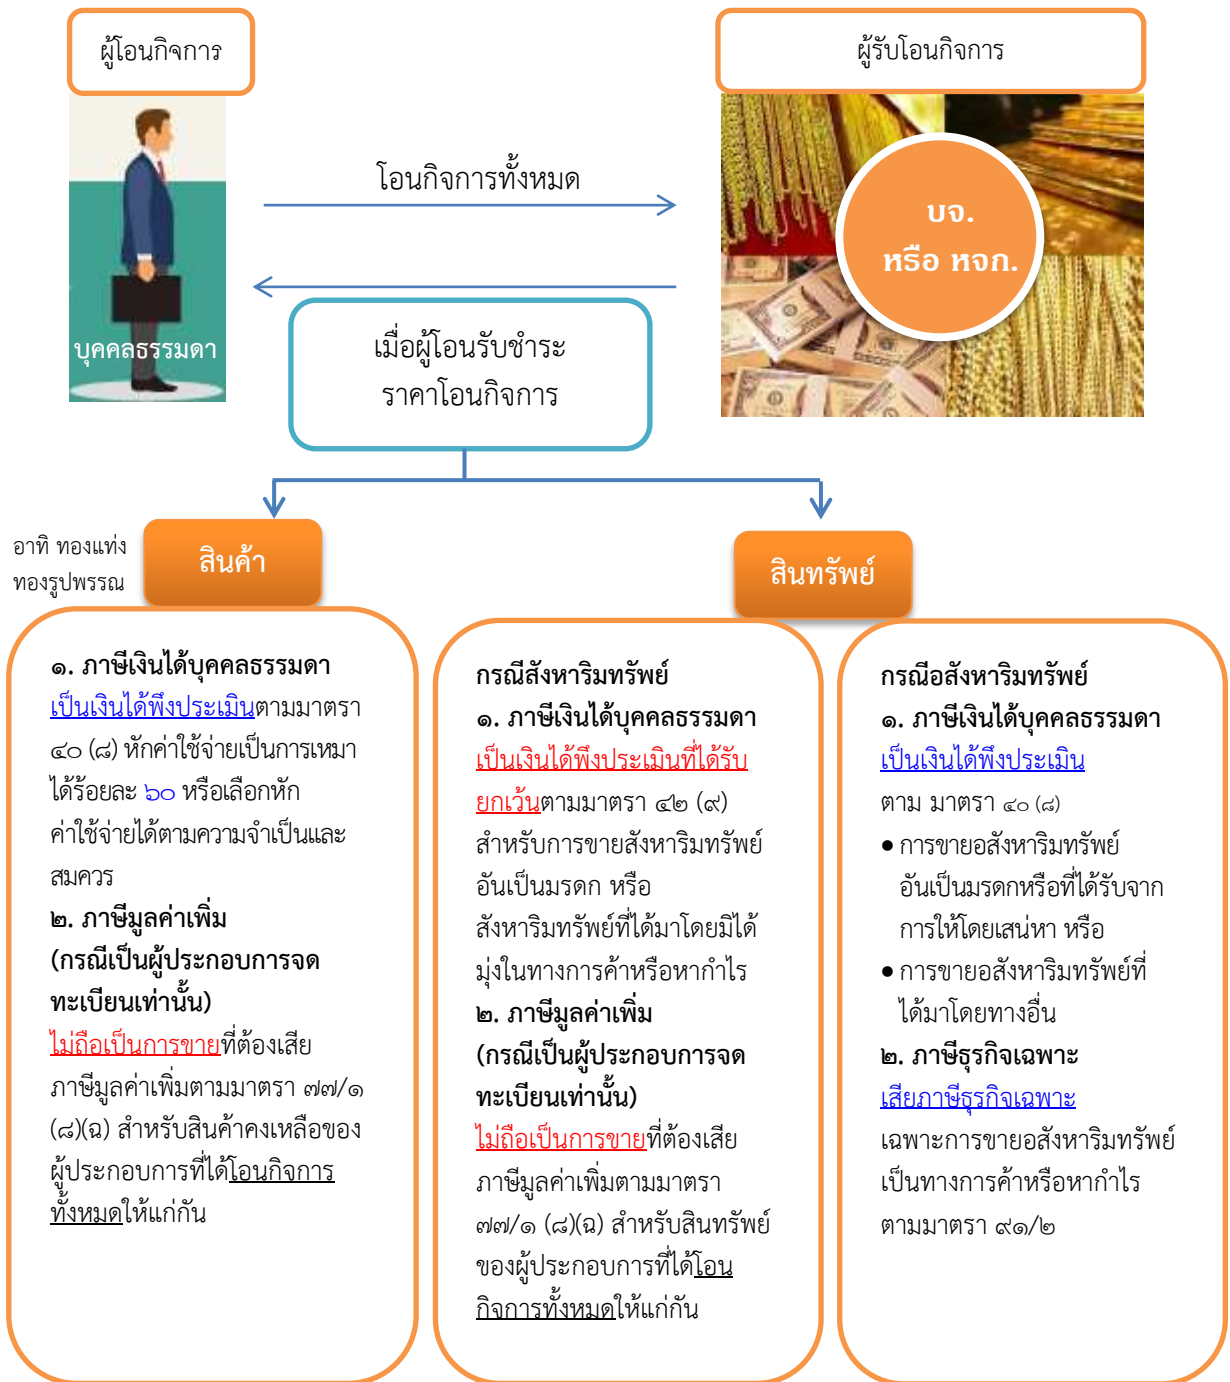 ผู้โอนกิจการ
ผู้รับโอนกิจการ
โอนกิจการทั้งหมด
บจ.
หรือ หจก.
บุคคลธรรมดา
เมื่อผู้โอนรับชำระ
ราคาโอนกิจการ
อาทิ ทองแท่ง
ทองรูปพรรณ
สินค้า
สินทรัพย์
๑. ภาษีเงินได้บุคคลธรรมดา
เป็นเงินได้พึงประเมินตามมาตรา
๔๐ (๘) หักค่าใช้จ่ายเป็นการเหมา
ได้ร้อยละ ๖๐ หรือเลือกหัก
ค่าใช้จ่ายได้ตามความจำเป็นและ
สมควร
๒. ภาษีมูลค่าเพิ่ม
(กรณีเป็นผู้ประกอบการจด
ทะเบียนเท่านั้น)
ไม่ถือเป็นการขายที่ต้องเสีย
ภาษีมูลค่าเพิ่มตามมาตรา ๗๗/๑
(๘)(ฉ) สำหรับสินค้าคงเหลือของ
ผู้ประกอบการที่ได้โอนกิจการ
ทั้งหมดให้แก่กัน
กรณีสังหาริมทรัพย์
๑. ภาษีเงินได้บุคคลธรรมดา
เป็นเงินได้พึงประเมินที่ได้รับ
ยกเว้นตามมาตรา ๔๒ (๙)
สำหรับการขายสังหาริมทรัพย์
อันเป็นมรดก หรือ
สังหาริมทรัพย์ที่ได้มาโดยมิได้
มุ่งในทางการค้าหรือหากำไร
๒. ภาษีมูลค่าเพิ่ม
(กรณีเป็นผู้ประกอบการจด
ทะเบียนเท่านั้น)
ไม่ถือเป็นการขายที่ต้องเสีย
ภาษีมูลค่าเพิ่มตามมาตรา
๗๗/๑ (๘)(ฉ) สำหรับสินทรัพย์
ของผู้ประกอบการที่ได้โอน
กิจการทั้งหมดให้แก่กัน
กรณีอสังหาริมทรัพย์
๑. ภาษีเงินได้บุคคลธรรมดา
เป็นเงินได้พึงประเมิน
ตาม มาตรา ๔๐ (๘)
• การขายอสังหาริมทรัพย์
อันเป็นมรดกหรือที่ได้รับจาก
การให้โดยเสน่หา หรือ
• การขายอสังหาริมทรัพย์ที่
ได้มาโดยทางอื่น
๒. ภาษีธุรกิจเฉพาะ
เสียภาษีธุรกิจเฉพาะ
เฉพาะการขายอสังหาริมทรัพย์
เป็นทางการค้าหรือหากำไร
ตามมาตรา ๙๑/๒